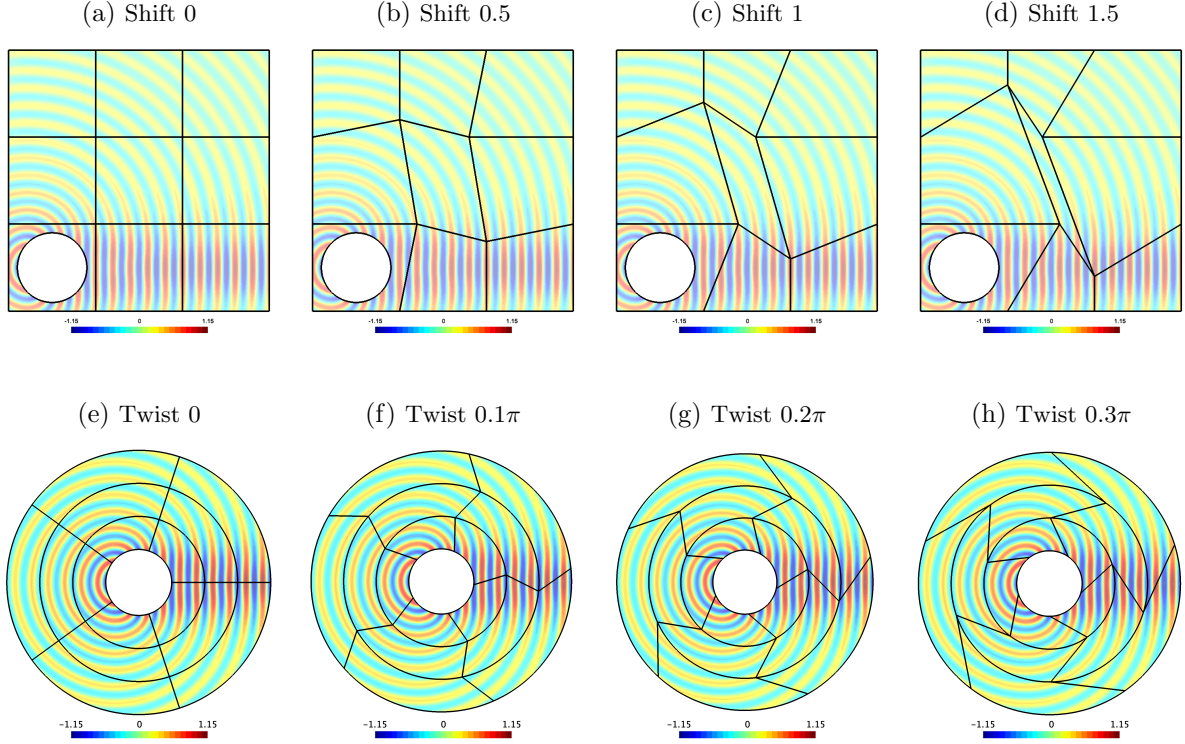 (a) Shift 0
(b) Shift 0.5
(c) Shift 1
(d) Shift 1.5
-1.15 0 1.15
-1.15 0 1.15
-1.15 0 1.15
-1.15 0 1.15
(e) Twist 0
(f) Twist 0.1π
(g) Twist 0.2π
(h) Twist 0.3π
−1.15 0 1.15
−1.15 0 1.15
−1.15 0 1.15
−1.15 0 1.15